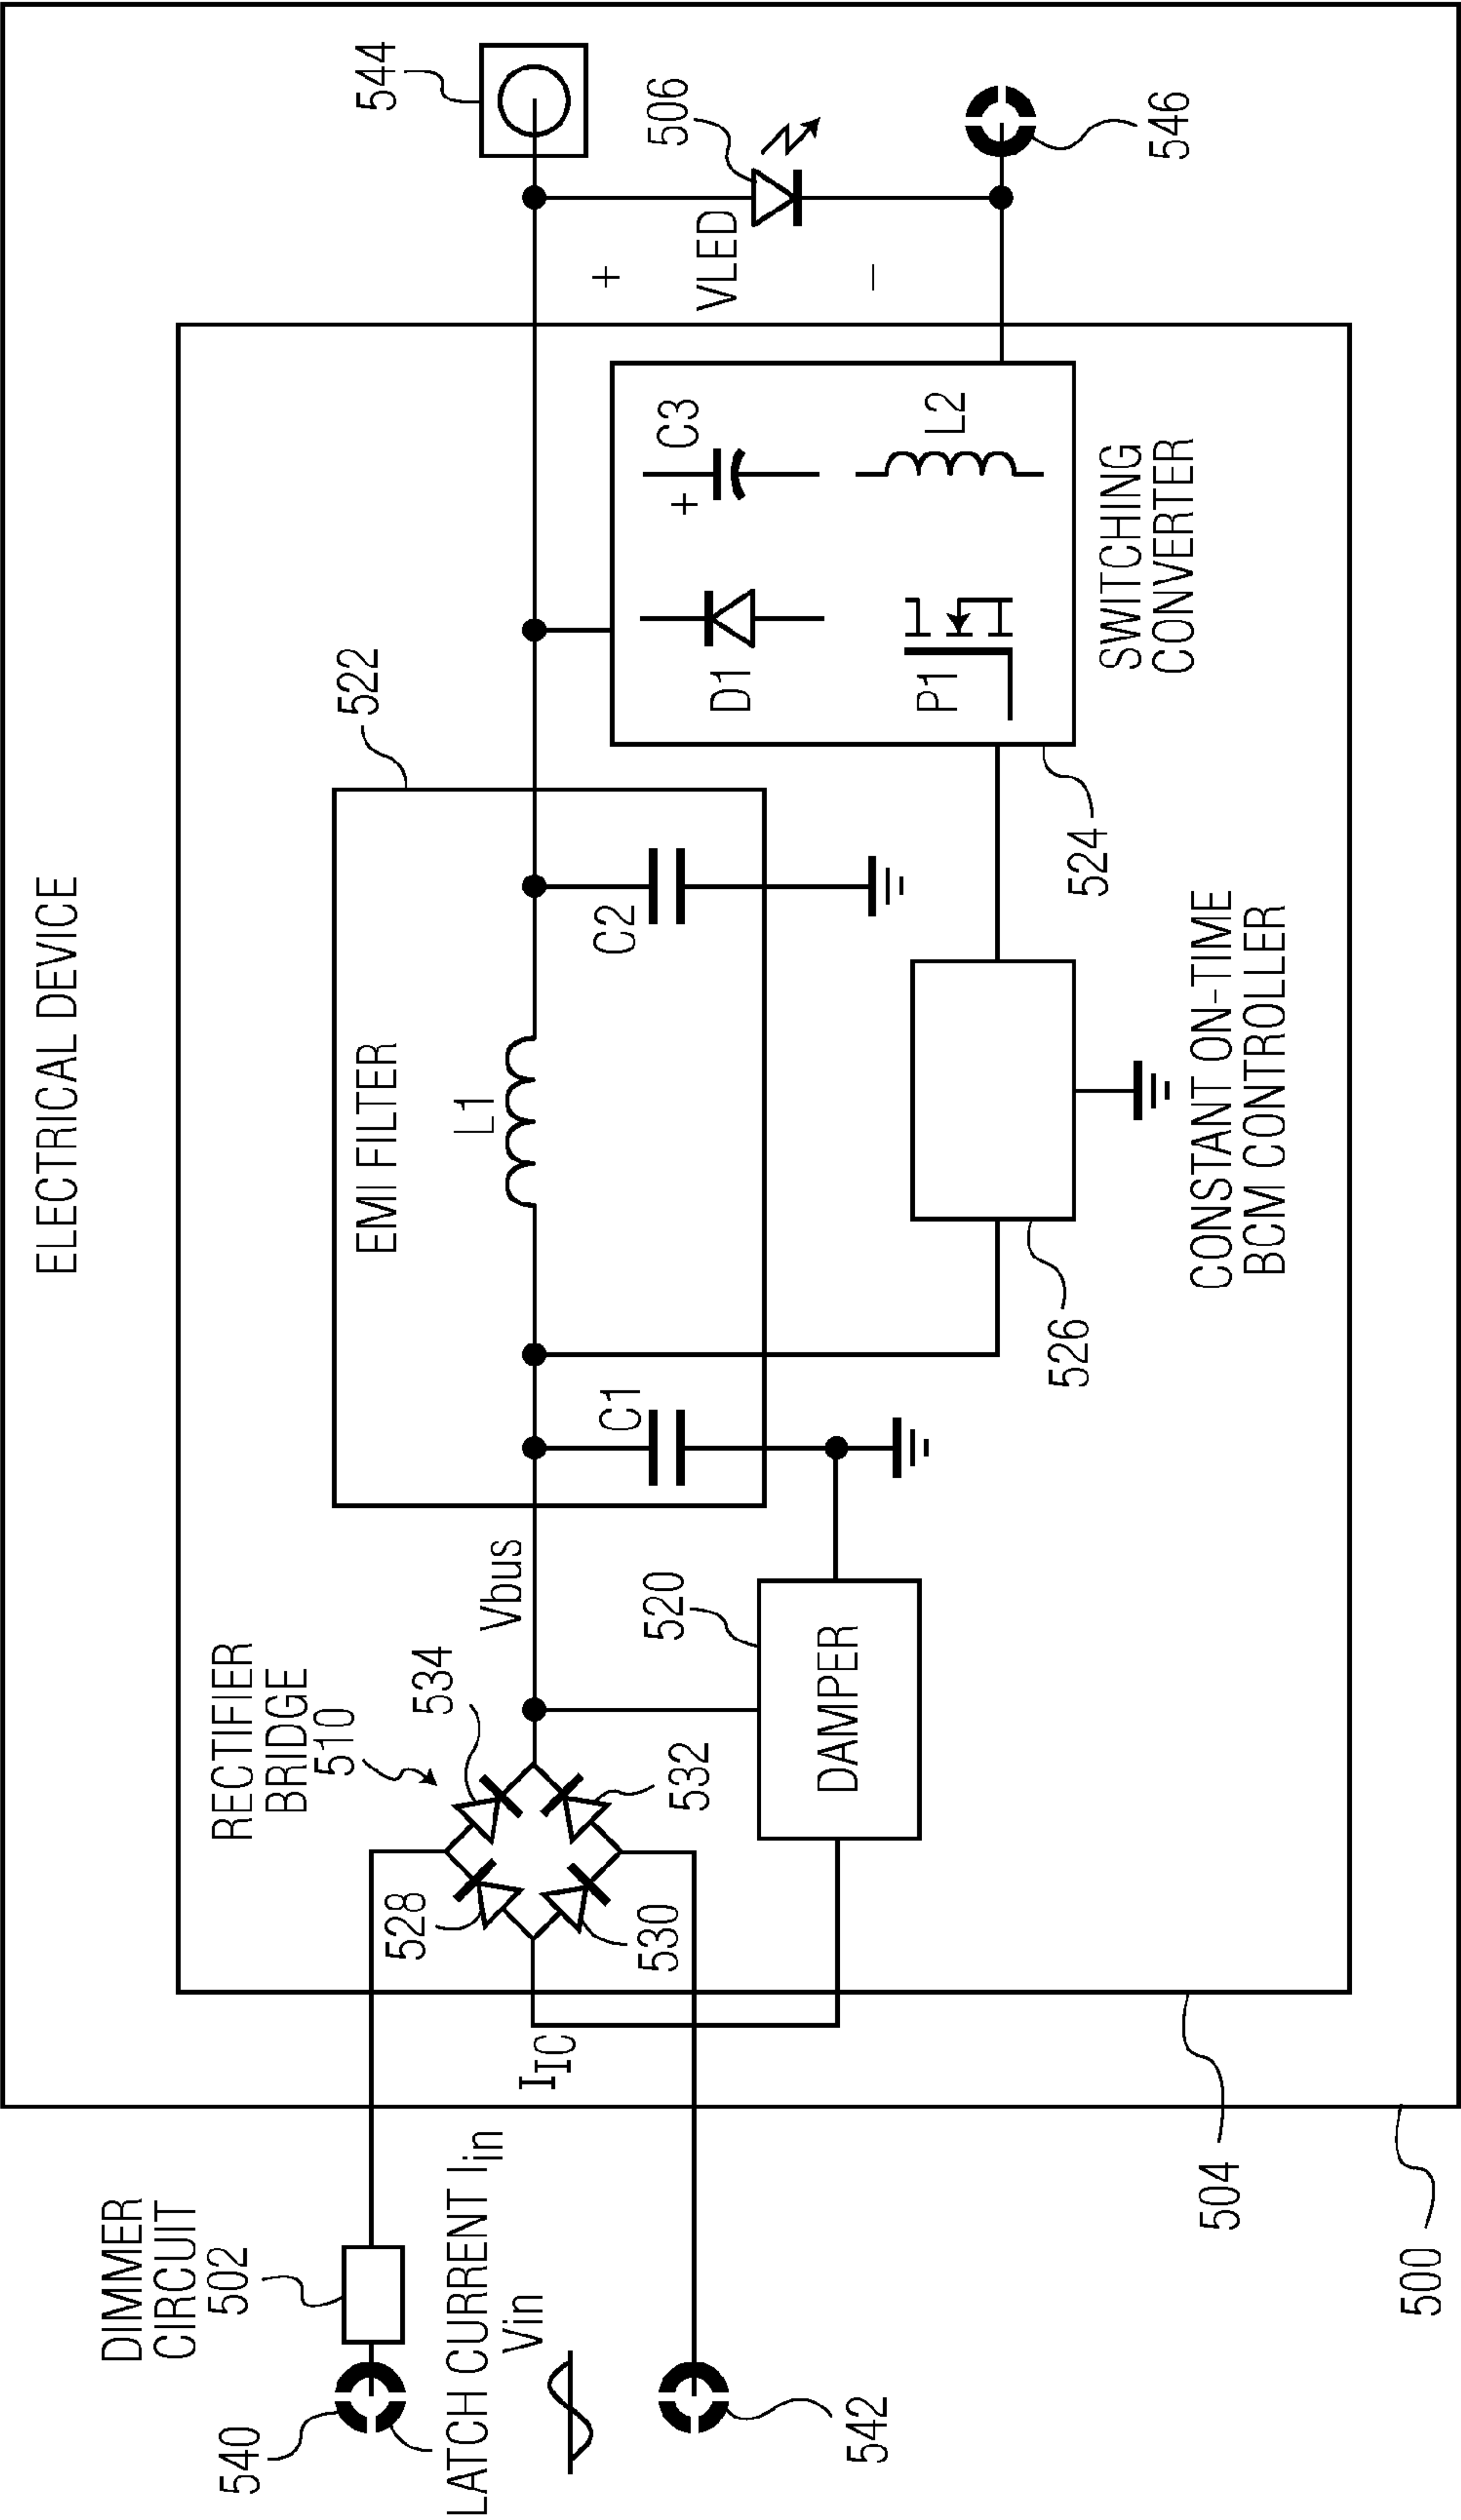 ELECTRICAL DEVICE
DIMMER
CIRCUIT
502
540
LATCH CURRENT Iin
Vin
542
RECTIFIER
BRIDGE
510
534
528
532
530
IIC
Vbus
520
DAMPER
522
EMI FILTER
L1
C1
C2
526
CONSTANT ON-TIME
BCM CONTROLLER
524
SWITCHING
CONVERTER
D1
+
C3
P1
L2
544
506
+
VLED
−
546
504
500